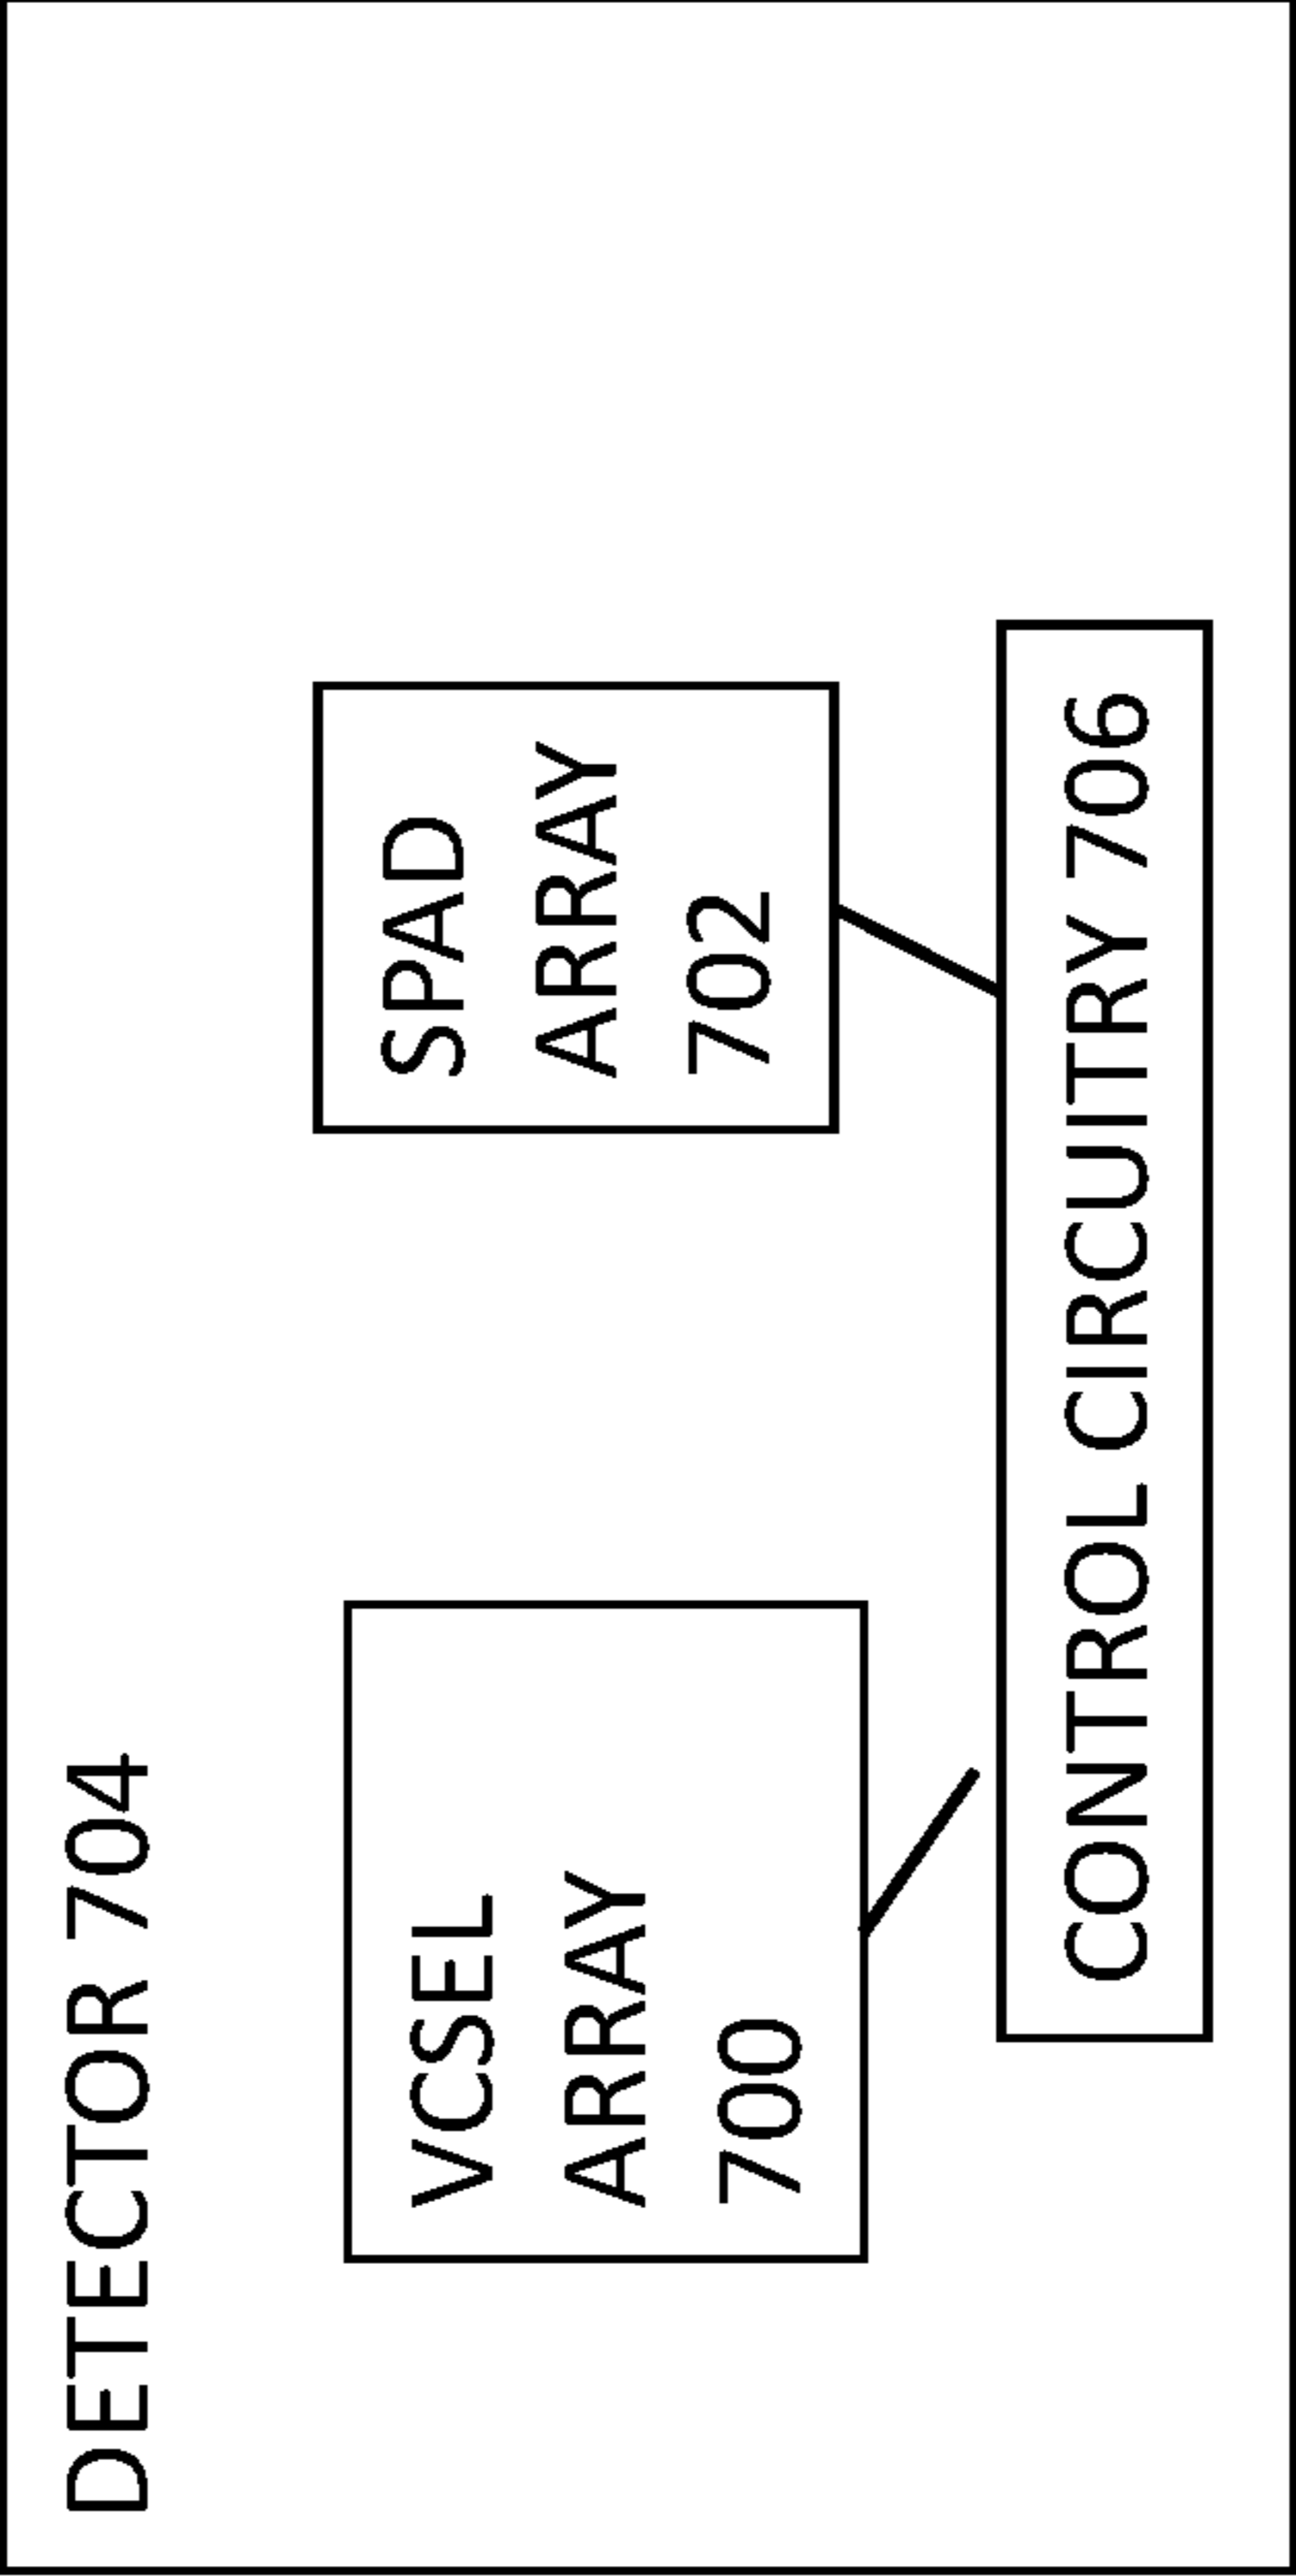 DETECTOR 704
VCSEL
ARRAY
700
SPAD
ARRAY
702
CONTROL CIRCUITRY 706